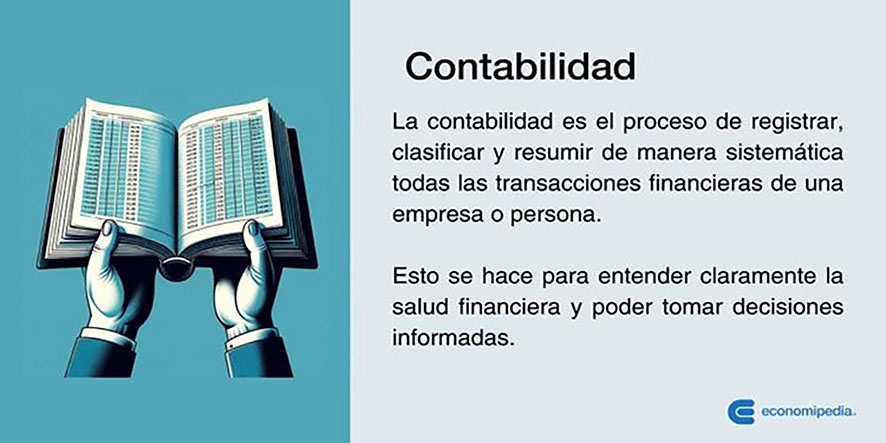 Contabilidad
La contabilidad es el proceso de registrar,
clasificar y resumir de manera sistemática
todas las transacciones financieras de una
empresa o persona.
Esto se hace para entender claramente la
salud financiera y poder tomar decisiones
informadas.
economipedia